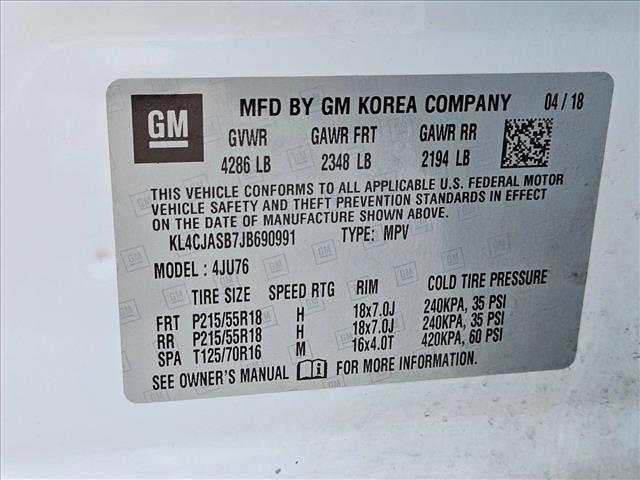 GM
MFD BY GM KOREA COMPANY 04 / 18
GVWR GAWR FRT GAWR RR
4286 LB 2348 LB 2194 LB
THIS VEHICLE CONFORMS TO ALL APPLICABLE U.S. FEDERAL MOTOR
VEHICLE SAFETY AND THEFT PREVENTION STANDARDS IN EFFECT
ON THE DATE OF MANUFACTURE SHOWN ABOVE.
KL4CJASB7JB690991 TYPE: MPV
MODEL : 4JU76
TIRE SIZE SPEED RTG RIM COLD TIRE PRESSURE
FRT P215/55R18 H 18x7.0J 240KPA, 35 PSI
RR P215/55R18 H 18x7.0J 240KPA, 35 PSI
SPA T125/70R16 M 16x4.0T 420KPA, 60 PSI
SEE OWNER'S MANUAL FOR MORE INFORMATION.